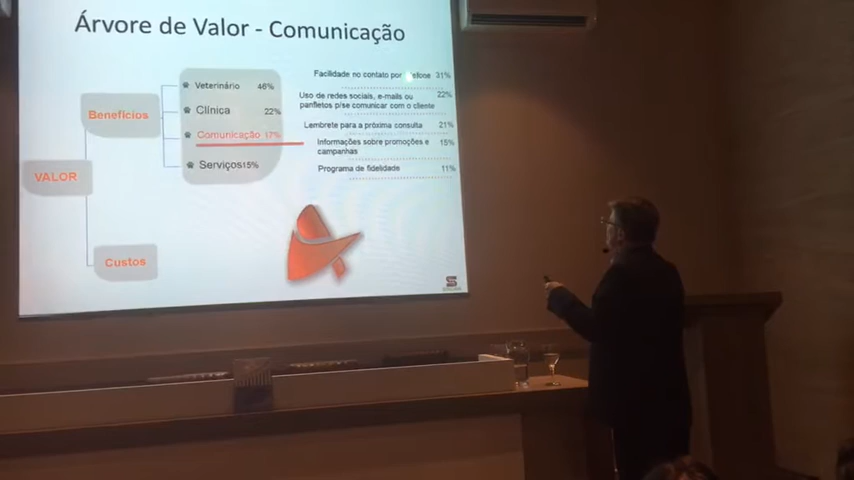 Árvore de Valor - Comunicação
Benefícios
VALOR
Custos
Veterinário 46%
Clínica 22%
Comunicação 17%
Serviços 15%
Facilidade no contato por telefone 31%
Uso de redes sociais, e-mails ou 22%
panfletos p/se comunicar com o cliente
Lembrete para a próxima consulta 21%
Informações sobre promoções e 15%
campanhas
Programa de fidelidade 11%